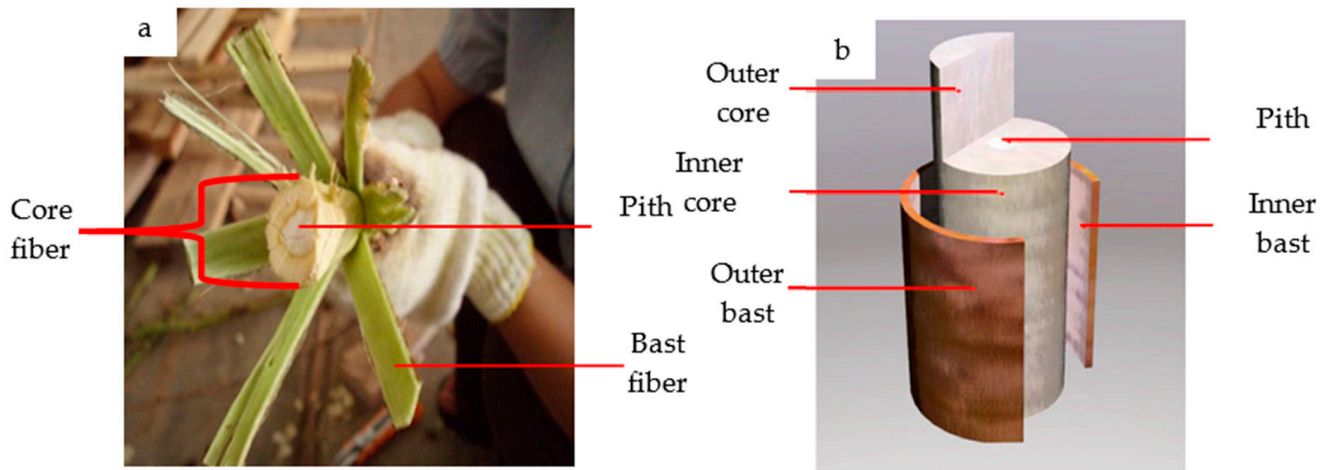 a
Core
fiber
Pith
Bast
fiber
b
Outer
core
Inner
core
Outer
bast
Pith
Inner
bast